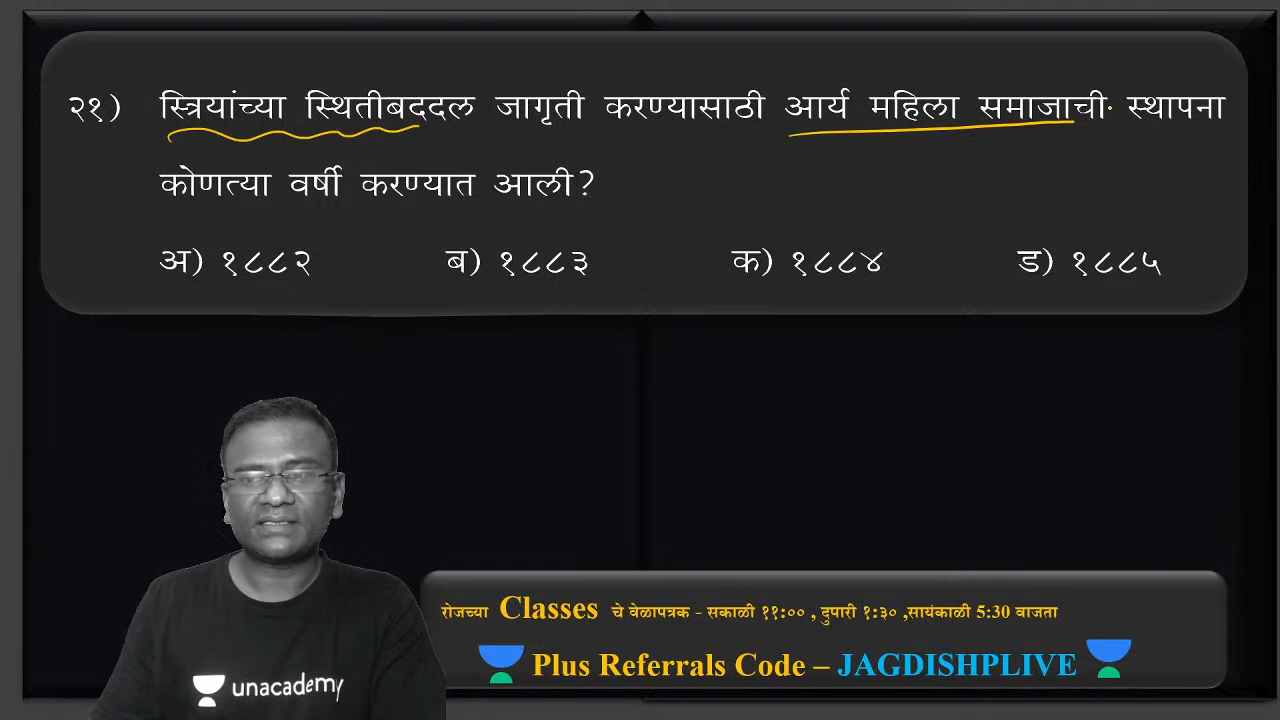 २१) स्त्रियांच्या स्थितीबददल जागृती करण्यासाठी आर्य महिला समाजाची स्थापना
कोणत्या वर्षी करण्यात आली?
अ) १८८२ ब) १८८३ क) १८८४ ड) १८८५
रोजच्या Classes चे वेळापत्रक - सकाळी ११:०० , दुपारी १:३० ,सायंकाळी 5:30 वाजता
Plus Referrals Code – JAGDISHPLIVE
unacademy